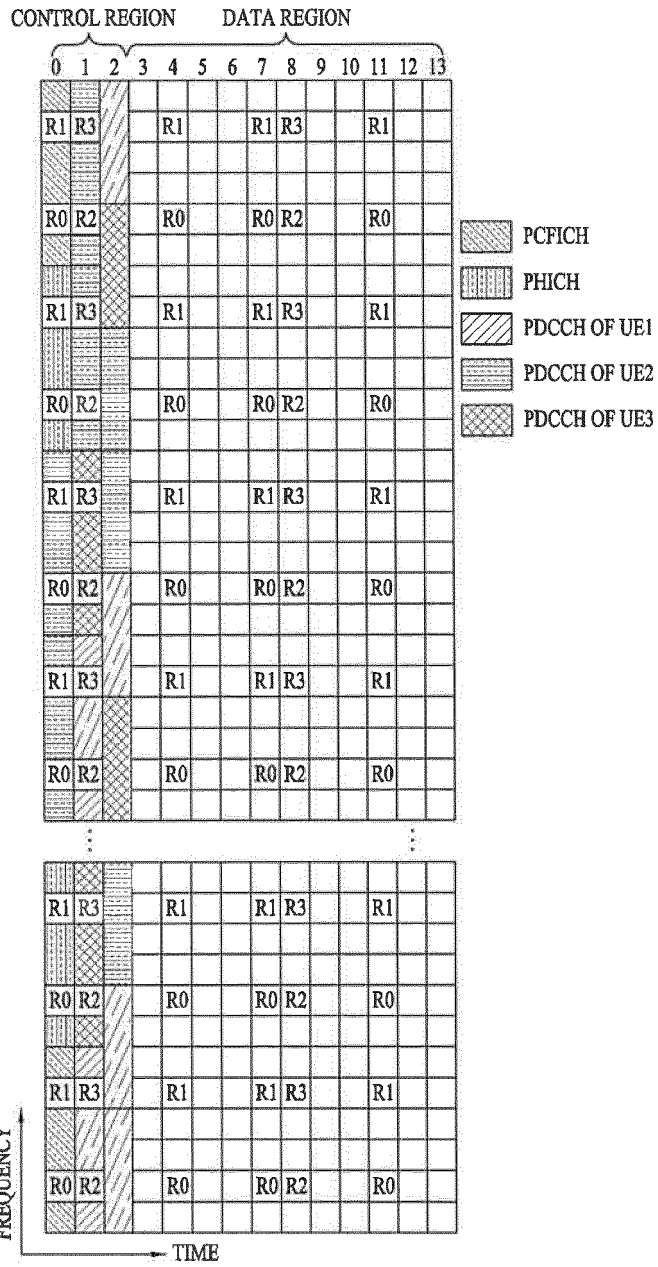 CONTROL REGION DATA REGION
0 1 2 3 4 5 6 7 8 9 10 11 12 13
R1 R3 R1 R1 R3 R1
R0 R2 R0 R0 R2 R0
PCFICH
PHICH
R1 R3 R1 R1 R3 R1
PDCCH OF UE1
PDCCH OF UE2
R0 R2 R0 R0 R2 R0
PDCCH OF UE3
R1 R3 R1 R1 R3 R1
R0 R2 R0 R0 R2 R0
R1 R3 R1 R1 R3 R1
R0 R2 R0 R0 R2 R0
R1 R3 R1 R1 R3 R1
R0 R2 R0 R0 R2 R0
R1 R3 R1 R1 R3 R1
R0 R2 R0 R0 R2 R0
FREQUENCY
TIME